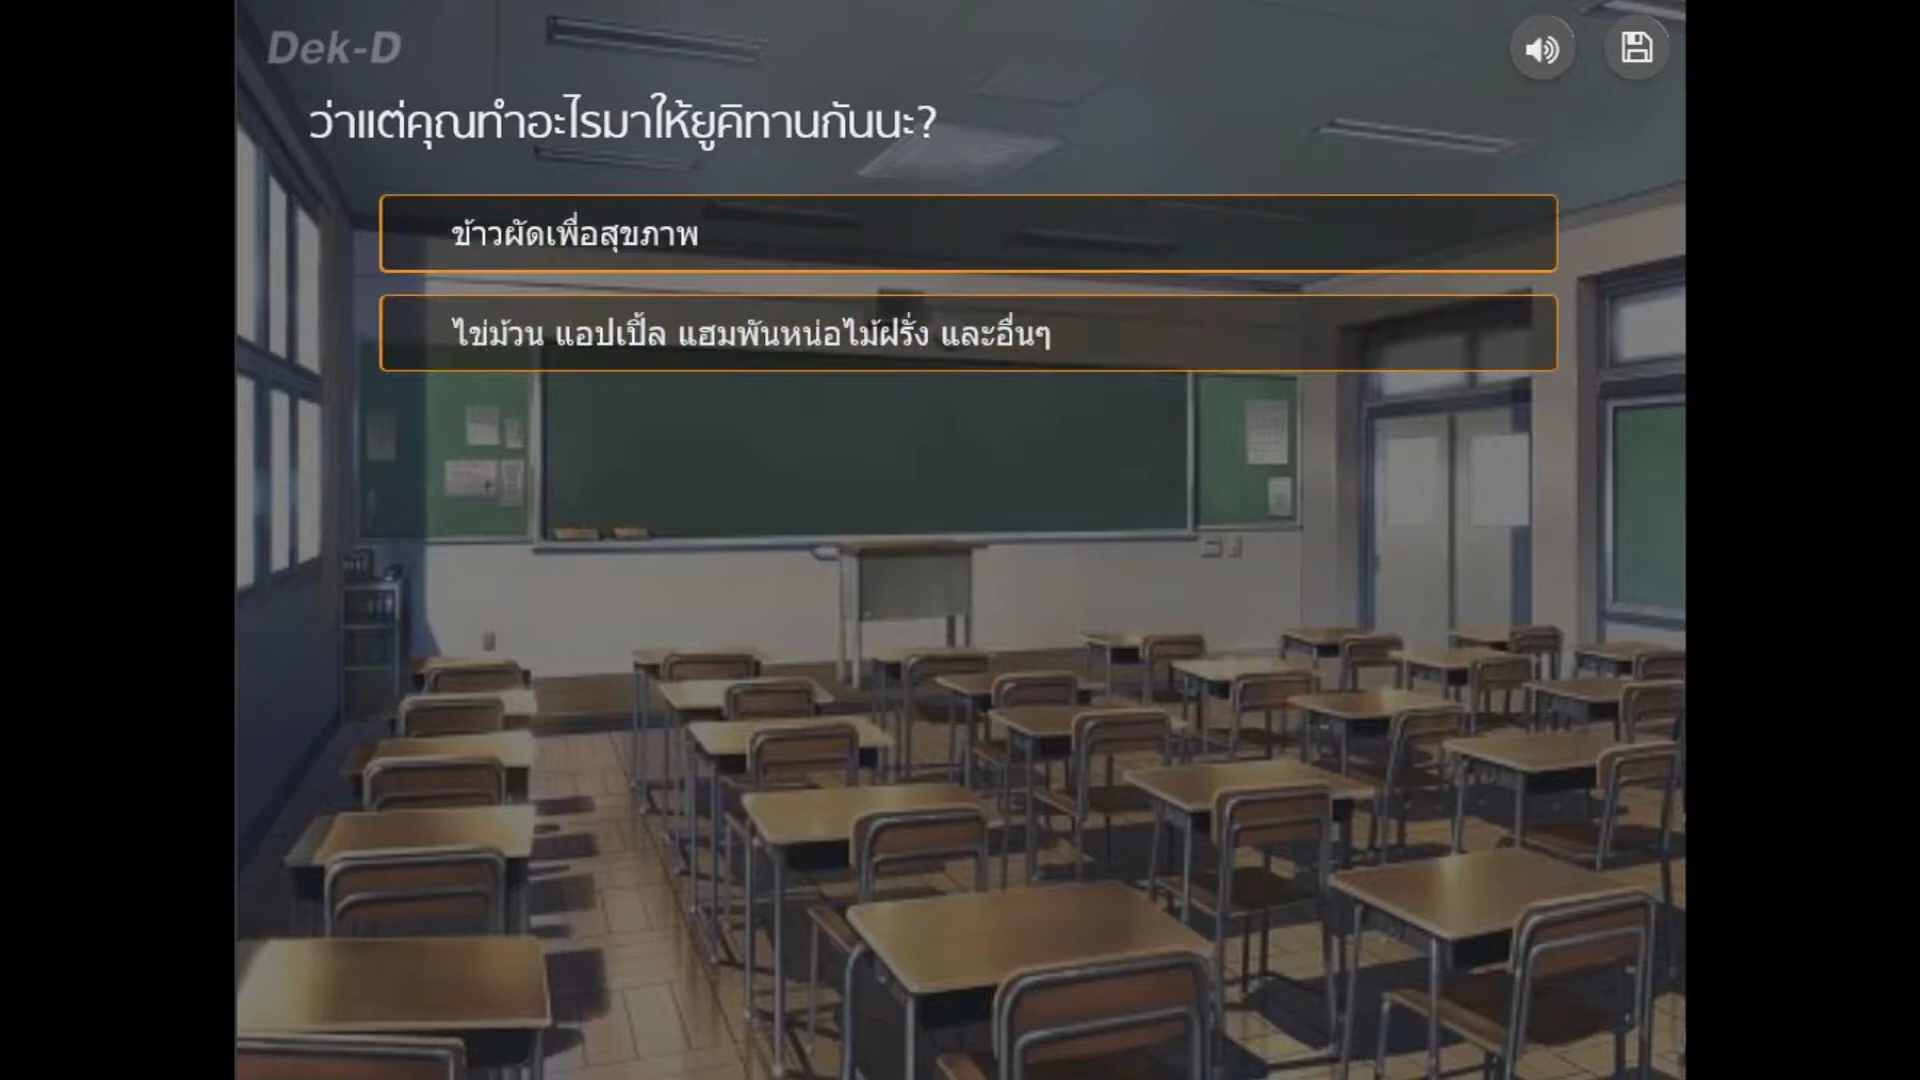 Dek-D
ว่าแต่คุณทำอะไรมาให้ยูคิทานกันนะ?
ข้าวผัดเพื่อสุขภาพ
ไข่ม้วน แอปเปิ้ล แฮมพันหน่อไม้ฝรั่ง และอื่นๆ